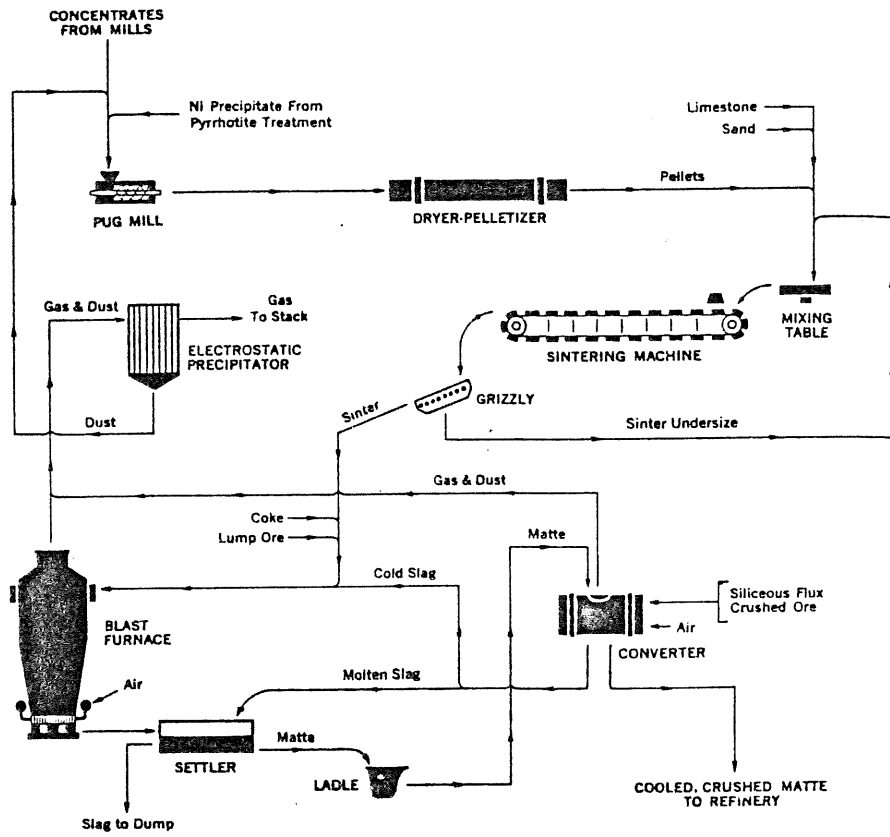 CONCENTRATES
FROM MILLS
Ni Precipitate From
Pyrrhotite Treatment
Limestone
Sand
PUG MILL
DRYER-PELLETIZER
Pellets
Gas & Dust
Gas
To Stack
ELECTROSTATIC
PRECIPITATOR
Dust
SINTERING MACHINE
MIXING
TABLE
Sinter
GRIZZLY
Sinter Undersize
Gas & Dust
Coke
Lump Ore
Matte
Cold Slag
Siliceous Flux
Crushed Ore
Air
CONVERTER
BLAST
FURNACE
Air
Molten Slag
Matte
SETTLER
LADLE
Slag to Dump
COOLED, CRUSHED MATTE
TO REFINERY